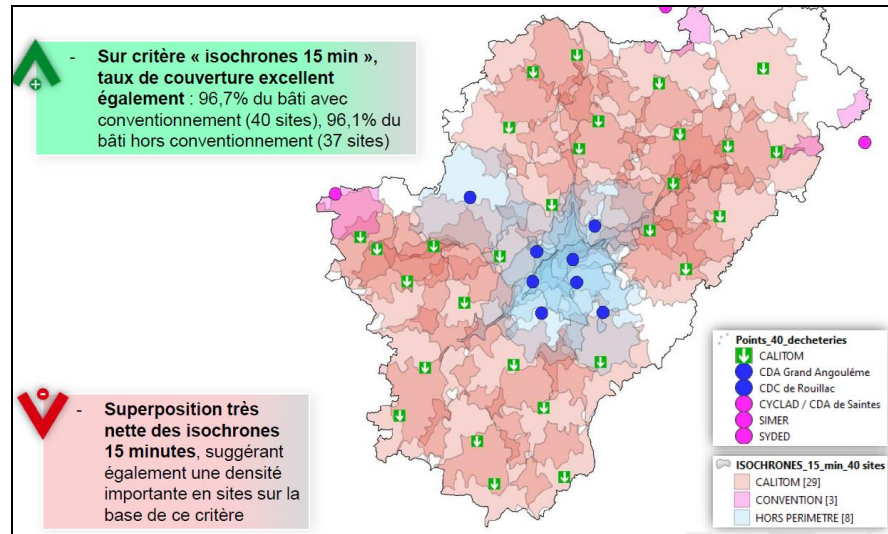 - Sur critère « isochrones 15 min »,
taux de couverture excellent
également : 96,7% du bâti avec
conventionnement (40 sites), 96,1% du
bâti hors conventionnement (37 sites)
- Superposition très
nette des isochrones
15 minutes, suggérant
également une densité
importante en sites sur la
base de ce critère
Points_40_decheteries
CALITOM
CDA Grand Angoulême
CDC de Rouillac
CYCLAD / CDA de Saintes
SIMER
SYDED
ISOCHRONES_15_min_40 sites
CALITOM [29]
CONVENTION [3]
HORS PERIMETRE [8]